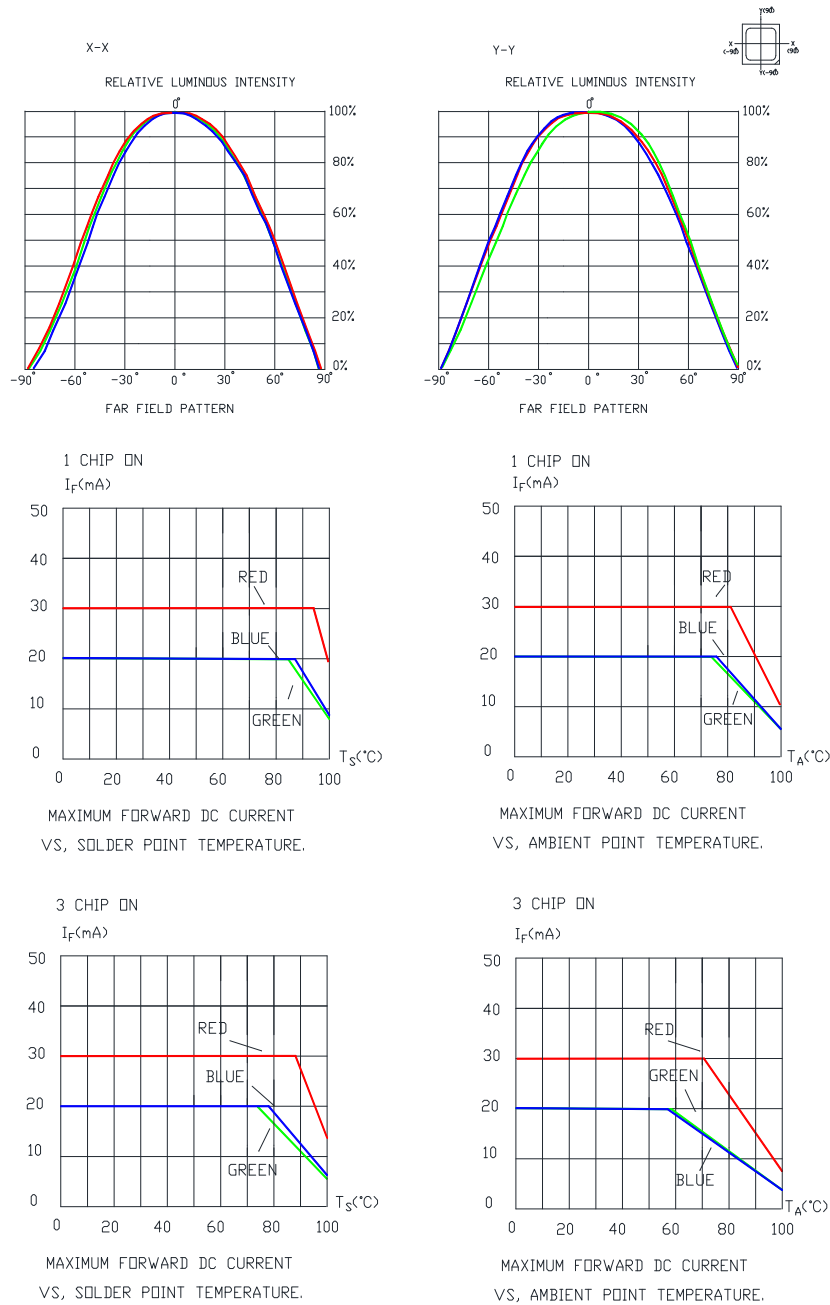 X-X
Y-Y
Y(90°)
X (-90°)
X (90°)
Y(-90°)
RELATIVE LUMINOUS INTENSITY
0°
100%
80%
60%
40%
20%
0%
-90° -60° -30° 0° 30° 60° 90°
FAR FIELD PATTERN
RELATIVE LUMINOUS INTENSITY
0°
100%
80%
60%
40%
20%
0%
-90° -60° -30° 0° 30° 60° 90°
FAR FIELD PATTERN
1 CHIP ON
IF(mA)
50
40
30
20
10
0
RED
BLUE
GREEN
TS(°C)
0 20 40 60 80 100
MAXIMUM FORWARD DC CURRENT
VS, SOLDER POINT TEMPERATURE.
1 CHIP ON
IF(mA)
50
40
30
20
10
0
RED
BLUE
GREEN
TA(°C)
0 20 40 60 80 100
MAXIMUM FORWARD DC CURRENT
VS, AMBIENT POINT TEMPERATURE.
3 CHIP ON
IF(mA)
50
40
30
20
10
0
RED
BLUE
GREEN
TS(°C)
0 20 40 60 80 100
MAXIMUM FORWARD DC CURRENT
VS, SOLDER POINT TEMPERATURE.
3 CHIP ON
IF(mA)
50
40
30
20
10
0
RED
GREEN
BLUE
TA(°C)
0 20 40 60 80 100
MAXIMUM FORWARD DC CURRENT
VS, AMBIENT POINT TEMPERATURE.